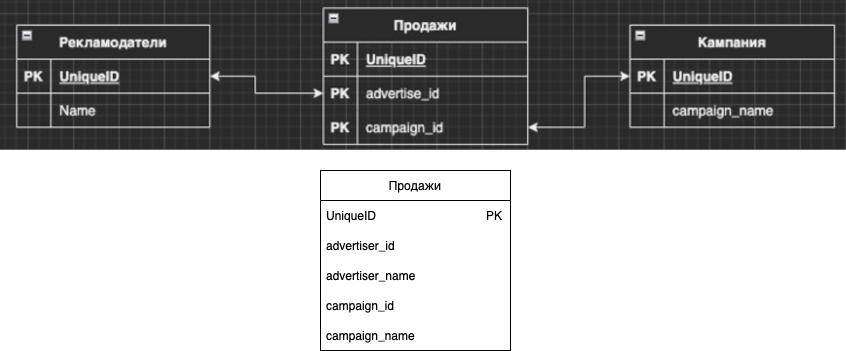 Рекламодатели
PK UniqueID
Name
Продажи
PK UniqueID
PK advertise_id
PK campaign_id
Кампания
PK UniqueID
campaign_name
Продажи
UniqueID PK
advertiser_id
advertiser_name
campaign_id
campaign_name